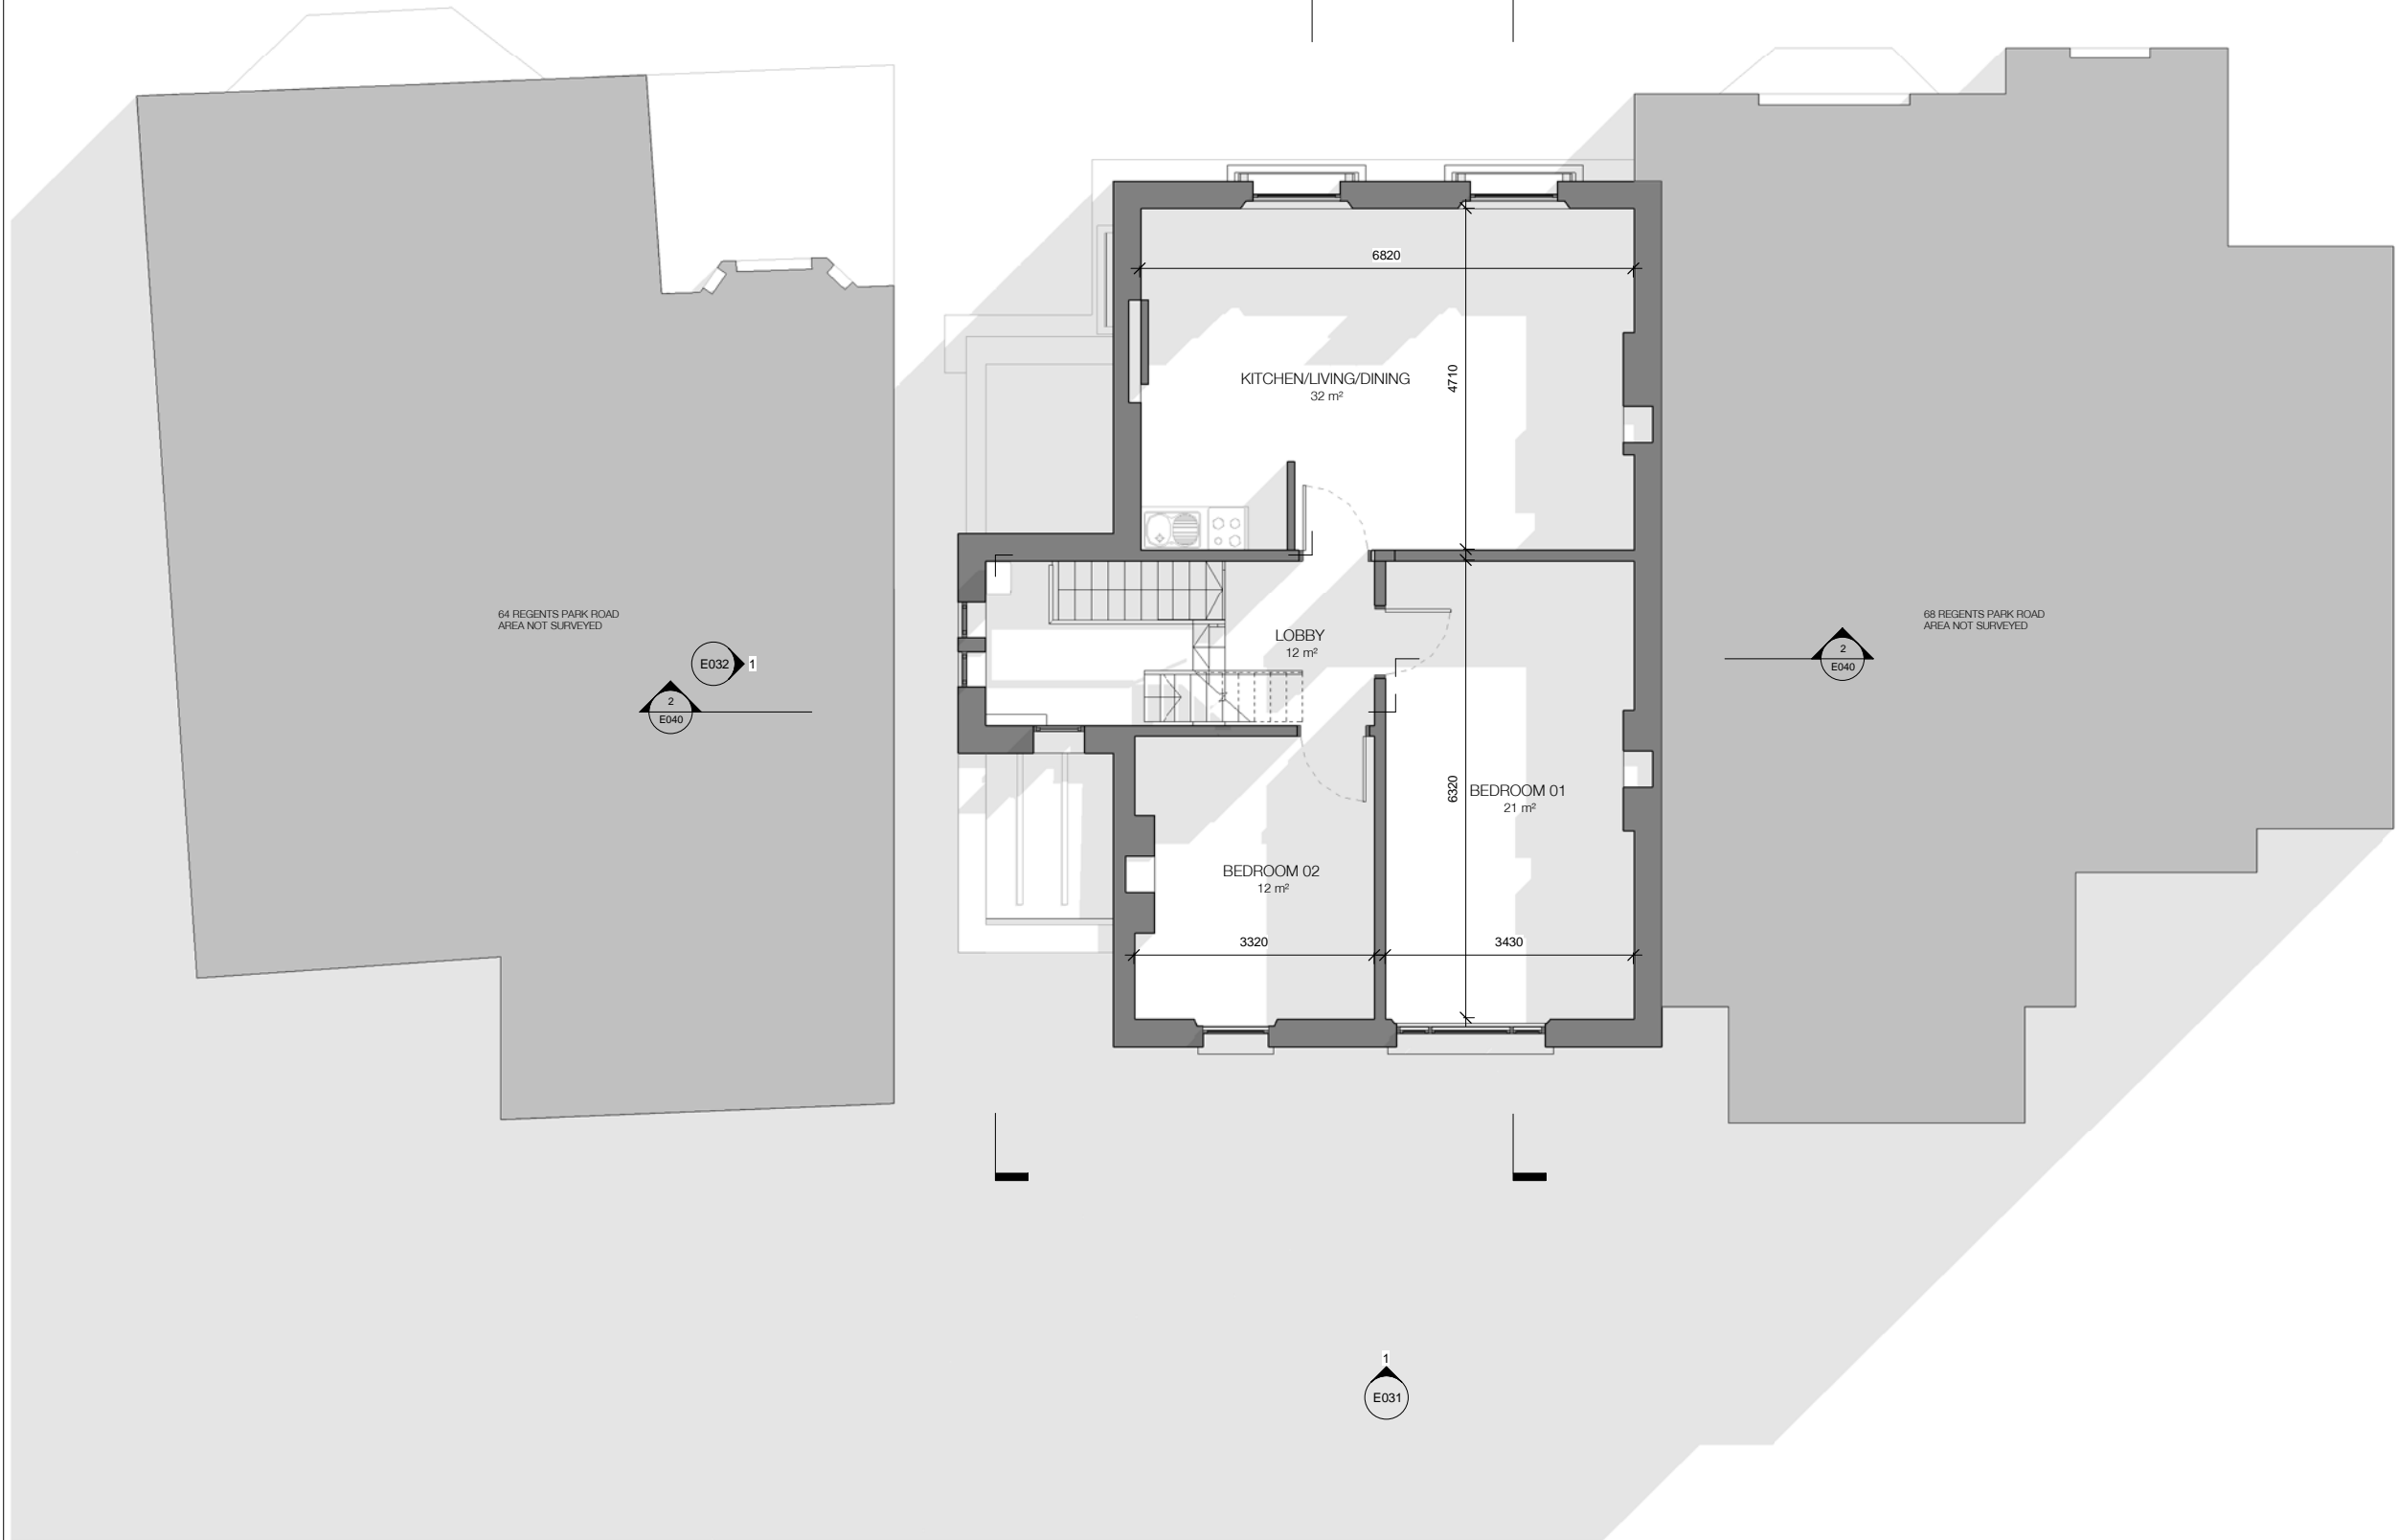 6820
KITCHEN/LIVING/DINING
32 m²
4710
64 REGENTS PARK ROAD
AREA NOT SURVEYED
E032
1
2
E040
LOBBY
12 m²
68 REGENTS PARK ROAD
AREA NOT SURVEYED
2
E040
6320
BEDROOM 01
21 m²
BEDROOM 02
12 m²
3320
3430
1
E031